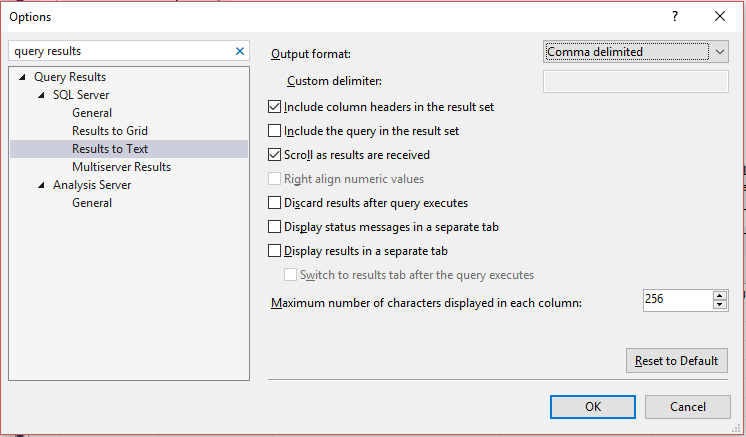 Options
query results
Query Results
SQL Server
General
Results to Grid
Results to Text
Multiserver Results
Analysis Server
General
Output format:
Comma delimited
Custom delimiter:
Include column headers in the result set
Include the query in the result set
Scroll as results are received
Right align numeric values
Discard results after query executes
Display status messages in a separate tab
Display results in a separate tab
Switch to results tab after the query executes
Maximum number of characters displayed in each column:
256
Reset to Default
OK
Cancel